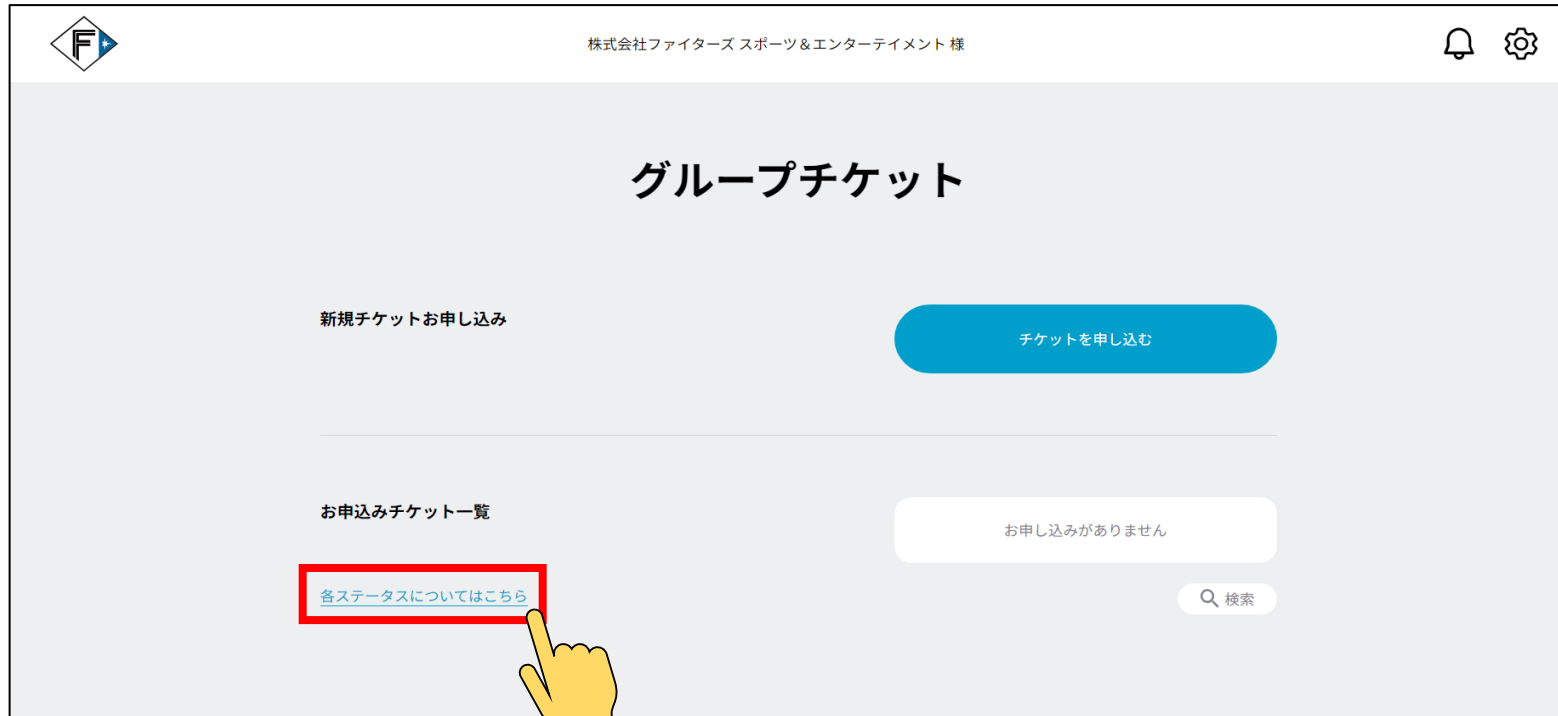 F
株式会社ファイターズ スポーツ＆エンターテイメント 様
グループチケット
新規チケットお申し込み
チケットを申し込む
お申込みチケット一覧
お申し込みがありません
各ステータスについてはこちら
検索